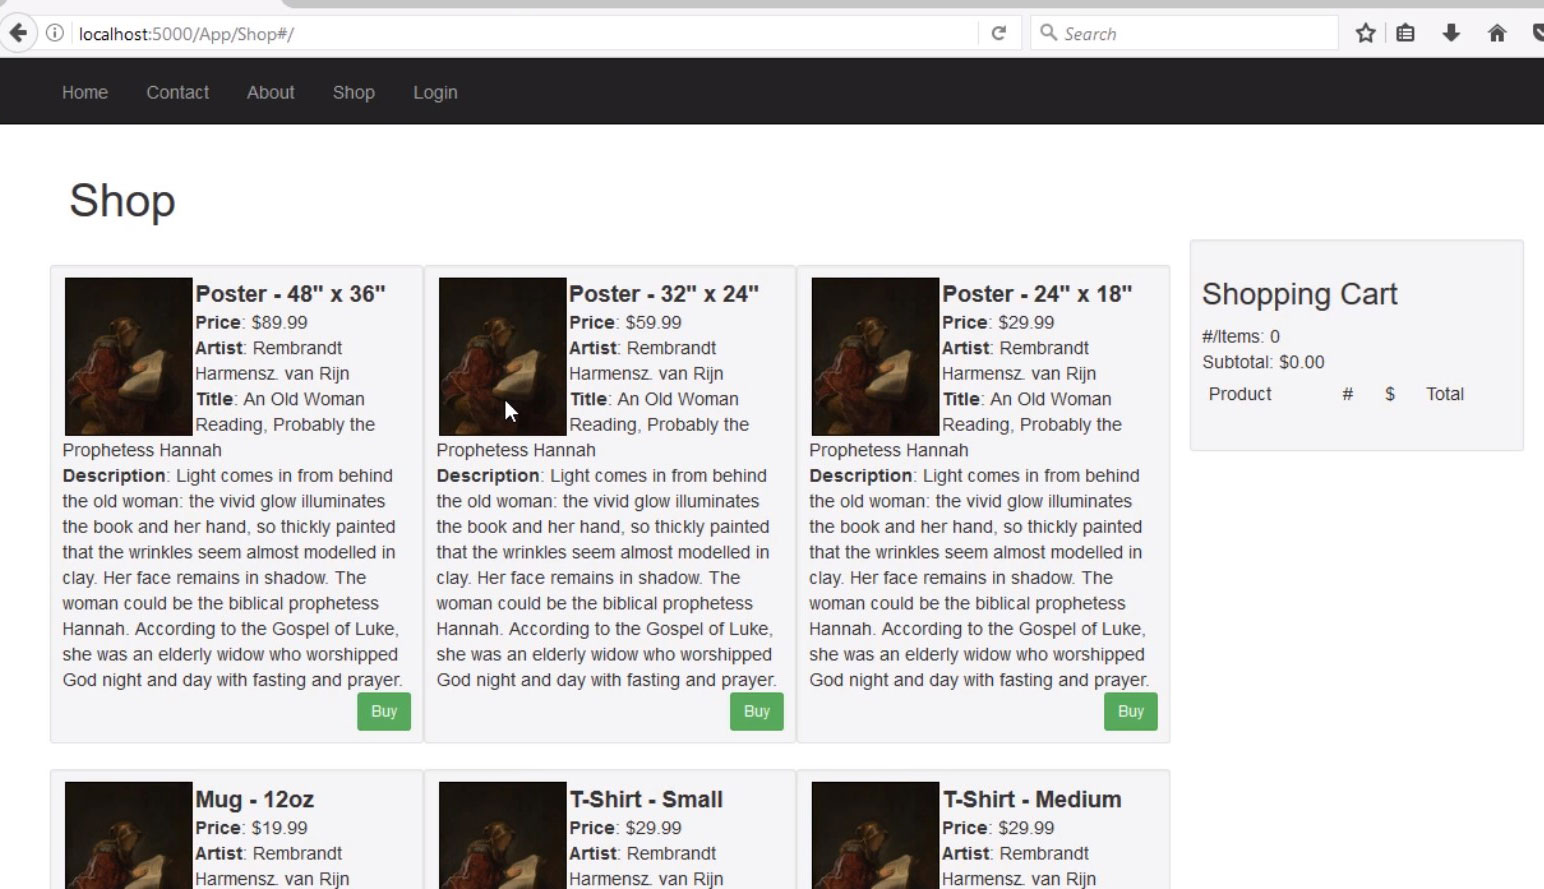 localhost:5000/App/Shop#/
Search
Home Contact About Shop Login
Shop
Poster - 48" x 36"
Price: $89.99
Artist: Rembrandt
Harmensz. van Rijn
Title: An Old Woman
Reading, Probably the
Prophetess Hannah
Description: Light comes in from behind
the old woman: the vivid glow illuminates
the book and her hand, so thickly painted
that the wrinkles seem almost modelled in
clay. Her face remains in shadow. The
woman could be the biblical prophetess
Hannah. According to the Gospel of Luke,
she was an elderly widow who worshipped
God night and day with fasting and prayer.
Buy
Poster - 32" x 24"
Price: $59.99
Artist: Rembrandt
Harmensz. van Rijn
Title: An Old Woman
Reading, Probably the
Prophetess Hannah
Description: Light comes in from behind
the old woman: the vivid glow illuminates
the book and her hand, so thickly painted
that the wrinkles seem almost modelled in
clay. Her face remains in shadow. The
woman could be the biblical prophetess
Hannah. According to the Gospel of Luke,
she was an elderly widow who worshipped
God night and day with fasting and prayer.
Buy
Poster - 24" x 18"
Price: $29.99
Artist: Rembrandt
Harmensz. van Rijn
Title: An Old Woman
Reading, Probably the
Prophetess Hannah
Description: Light comes in from behind
the old woman: the vivid glow illuminates
the book and her hand, so thickly painted
that the wrinkles seem almost modelled in
clay. Her face remains in shadow. The
woman could be the biblical prophetess
Hannah. According to the Gospel of Luke,
she was an elderly widow who worshipped
God night and day with fasting and prayer.
Buy
Shopping Cart
#/Items: 0
Subtotal: $0.00
Product # $ Total
Mug - 12oz
Price: $19.99
Artist: Rembrandt
Harmensz. van Rijn
T-Shirt - Small
Price: $29.99
Artist: Rembrandt
Harmensz. van Rijn
T-Shirt - Medium
Price: $29.99
Artist: Rembrandt
Harmensz. van Rijn